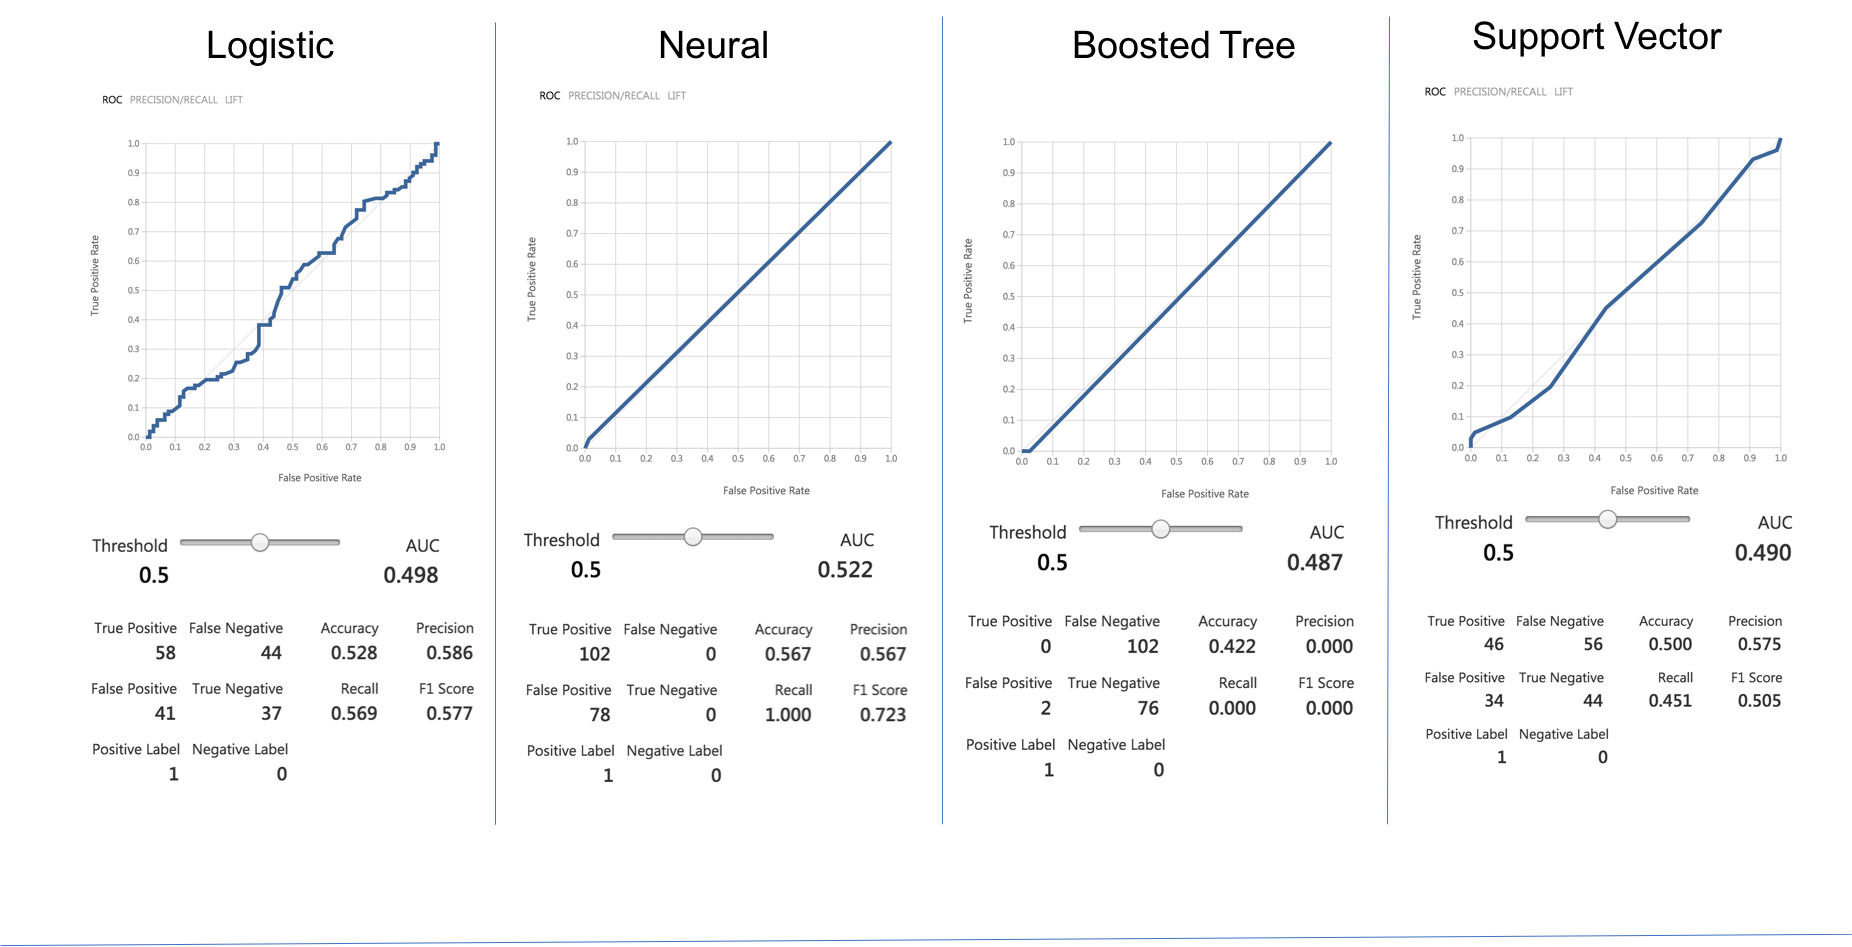 Logistic
ROC PRECISION/RECALL LIFT
1.0
0.9
0.8
0.7
0.6
0.5
0.4
0.3
0.2
0.1
0.0
True Positive Rate
0.0 0.1 0.2 0.3 0.4 0.5 0.6 0.7 0.8 0.9 1.0
False Positive Rate
Threshold AUC
0.5 0.498
True Positive False Negative Accuracy Precision
58 44 0.528 0.586
False Positive True Negative Recall F1 Score
41 37 0.569 0.577
Positive Label Negative Label
1 0
Neural
ROC PRECISION/RECALL LIFT
1.0
0.9
0.8
0.7
0.6
0.5
0.4
0.3
0.2
0.1
0.0
True Positive Rate
0.0 0.1 0.2 0.3 0.4 0.5 0.6 0.7 0.8 0.9 1.0
False Positive Rate
Threshold AUC
0.5 0.522
True Positive False Negative Accuracy Precision
102 0 0.567 0.567
False Positive True Negative Recall F1 Score
78 0 1.000 0.723
Positive Label Negative Label
1 0
Boosted Tree
1.0
0.9
0.8
0.7
0.6
0.5
0.4
0.3
0.2
0.1
0.0
True Positive Rate
0.0 0.1 0.2 0.3 0.4 0.5 0.6 0.7 0.8 0.9 1.0
False Positive Rate
Threshold AUC
0.5 0.487
True Positive False Negative Accuracy Precision
0 102 0.422 0.000
False Positive True Negative Recall F1 Score
2 76 0.000 0.000
Positive Label Negative Label
1 0
Support Vector
ROC PRECISION/RECALL LIFT
1.0
0.9
0.8
0.7
0.6
0.5
0.4
0.3
0.2
0.1
0.0
True Positive Rate
0.0 0.1 0.2 0.3 0.4 0.5 0.6 0.7 0.8 0.9 1.0
False Positive Rate
Threshold AUC
0.5 0.490
True Positive False Negative Accuracy Precision
46 56 0.500 0.575
False Positive True Negative Recall F1 Score
34 44 0.451 0.505
Positive Label Negative Label
1 0